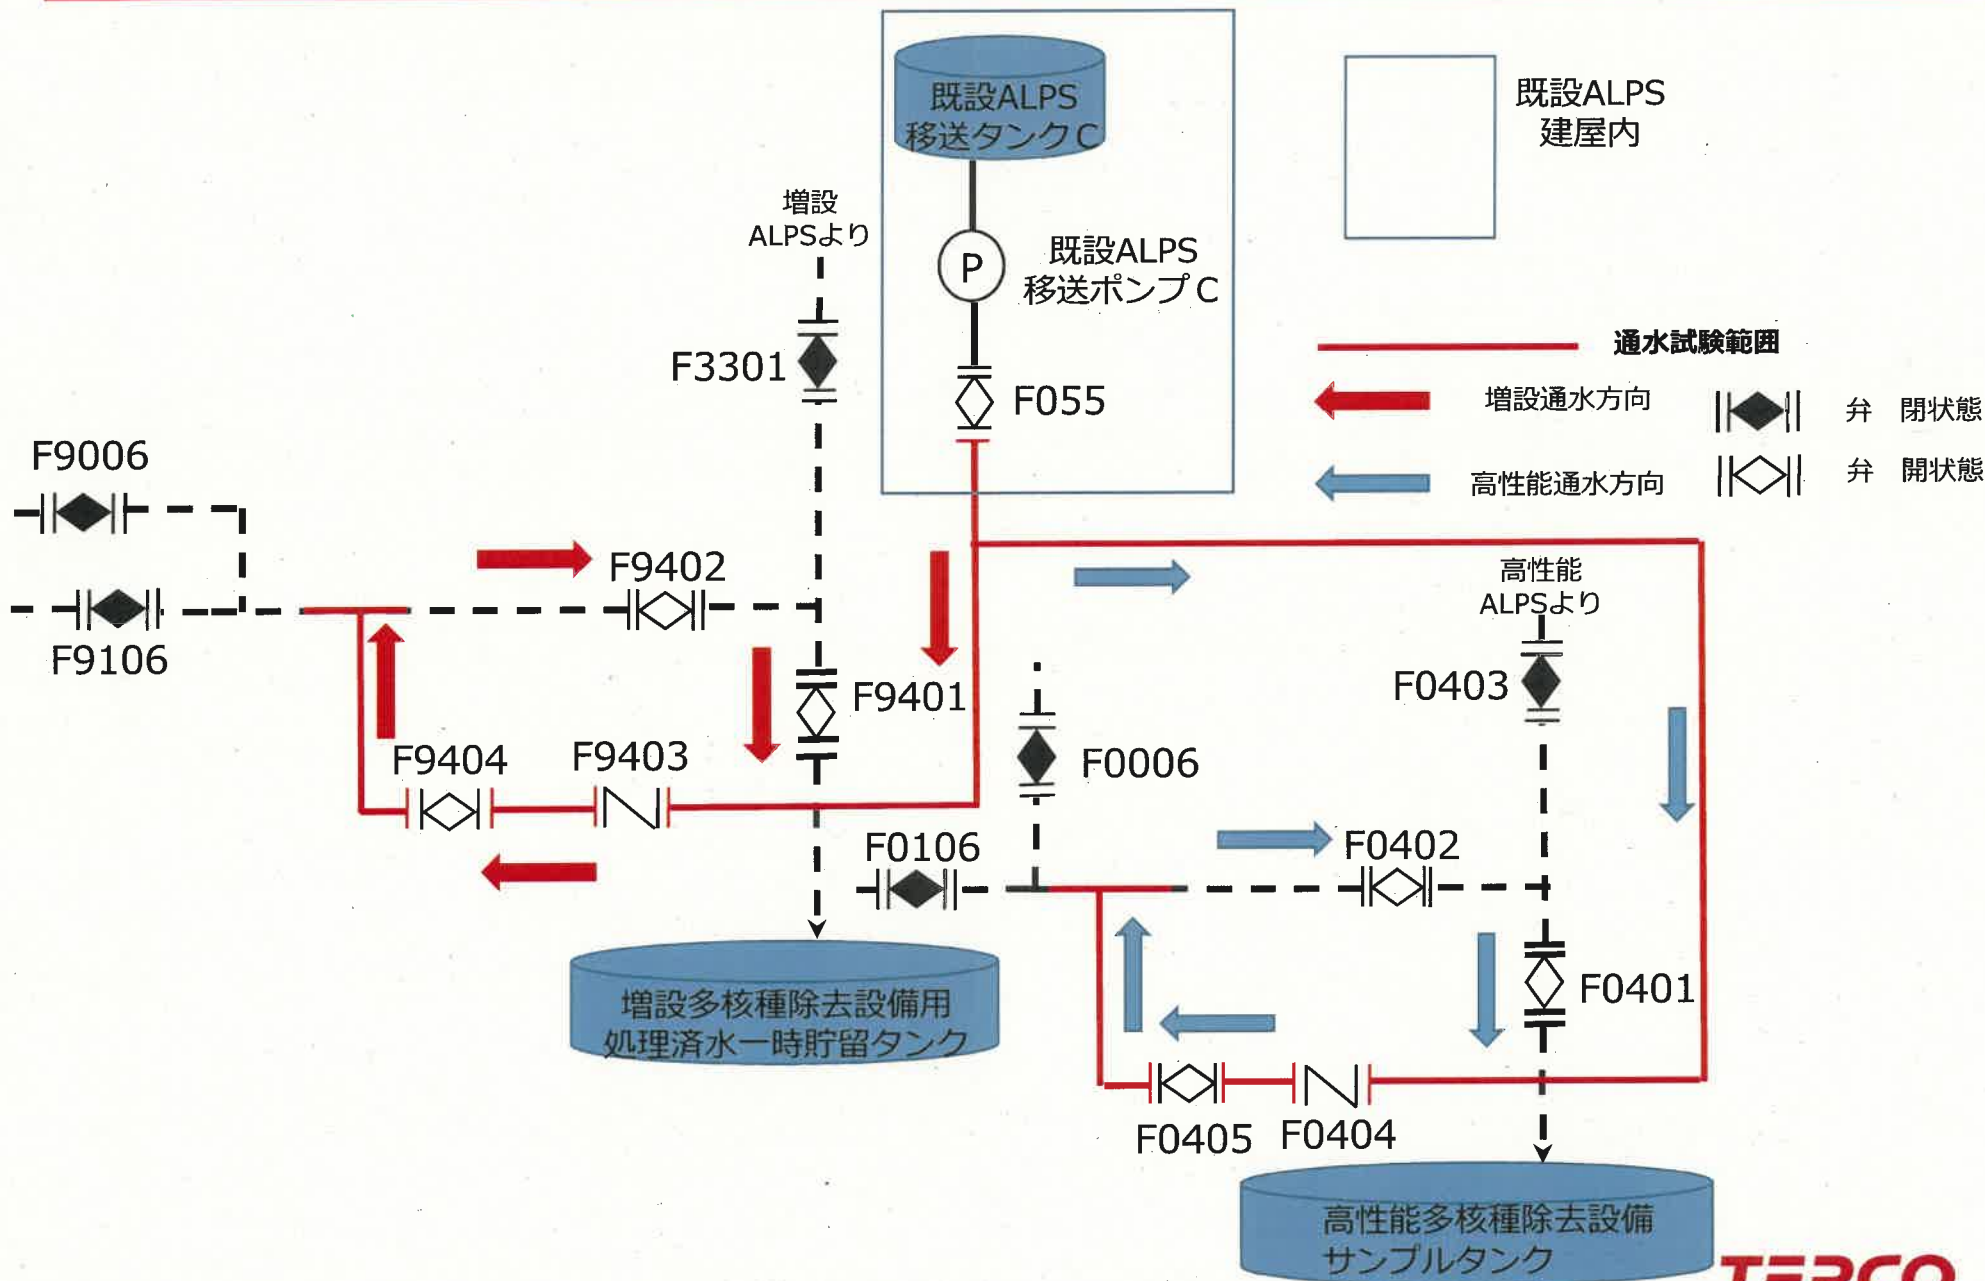 既設ALPS
移送タンクC
既設ALPS
建屋内
増設
ALPSより
P
既設ALPS
移送ポンプC
F3301
F055
通水試験範囲
増設通水方向
弁 閉状態
高性能通水方向
弁 開状態
F9006
F9402
高性能
ALPSより
F9106
F9401
F0403
F9404
F9403
F0006
F0106
F0402
増設多核種除去設備用
処理済水一時貯留タンク
F0401
F0405
F0404
高性能多核種除去設備
サンプルタンク
TEPCO